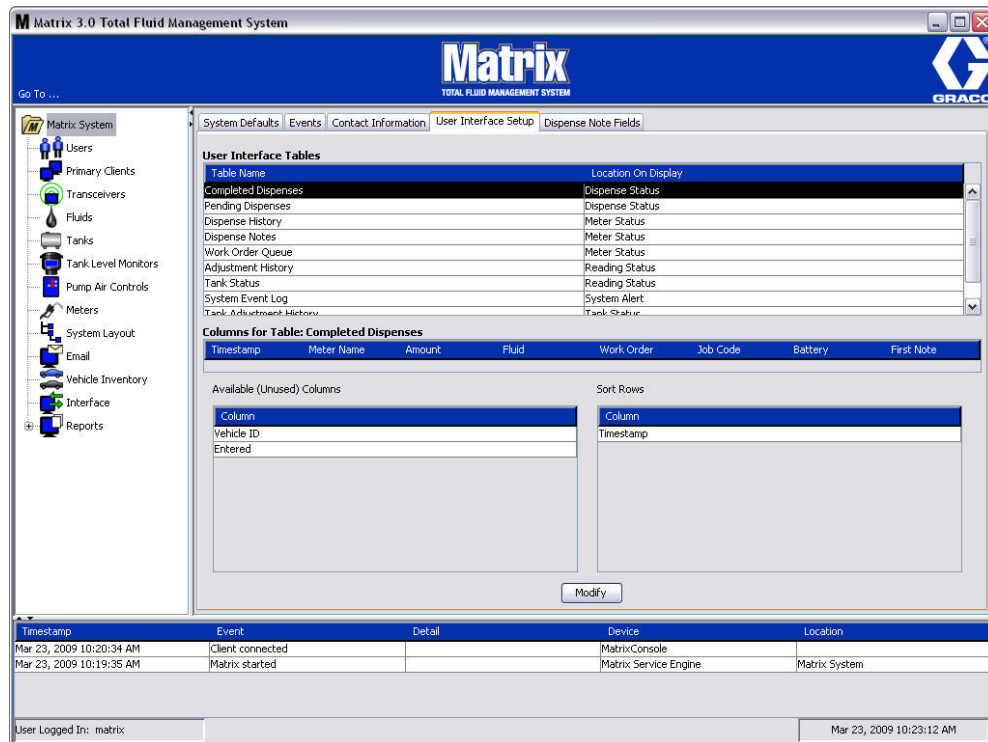 M Matrix 3.0 Total Fluid Management System
Matrix
TOTAL FLUID MANAGEMENT SYSTEM
GRACO
Go To ...
Matrix System
Users
Primary Clients
Transceivers
Fluids
Tanks
Tank Level Monitors
Pump Air Controls
Meters
System Layout
Email
Vehicle Inventory
Interface
Reports
System Defaults Events Contact Information User Interface Setup Dispense Note Fields
User Interface Tables
Table Name Location On Display
Completed Dispenses Dispense Status
Pending Dispenses Dispense Status
Dispense History Meter Status
Dispense Notes Meter Status
Work Order Queue Meter Status
Adjustment History Reading Status
Tank Status Reading Status
System Event Log System Alert
Tank Adjustment History Tank Status
Columns for Table: Completed Dispenses
Timestamp Meter Name Amount Fluid Work Order Job Code Battery First Note
Available (Unused) Columns Sort Rows
Column Column
Vehicle ID Timestamp
Entered
Modify
Timestamp Event Detail Device Location
Mar 23, 2009 10:20:34 AM Client connected MatrixConsole
Mar 23, 2009 10:19:35 AM Matrix started Matrix Service Engine Matrix System
User Logged In: matrix Mar 23, 2009 10:23:12 AM